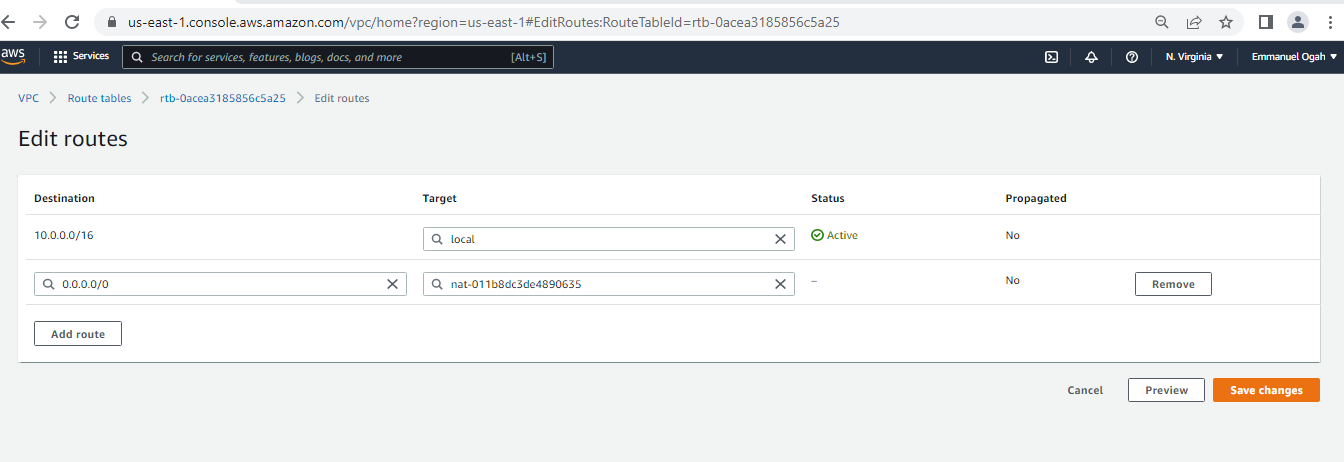 us-east-1.console.aws.amazon.com/vpc/home?region=us-east-1#EditRoutes:RouteTableId=rtb-0acea3185856c5a25
aws Services Search for services, features, blogs, docs, and more [Alt+S] N. Virginia ▼ Emmanuel Ogah ▼
VPC > Route tables > rtb-0acea3185856c5a25 > Edit routes
Edit routes
Destination Target Status Propagated
10.0.0.0/16 local Active No
0.0.0.0/0 nat-011b8dc3de4890635 – No Remove
Add route
Cancel Preview Save changes